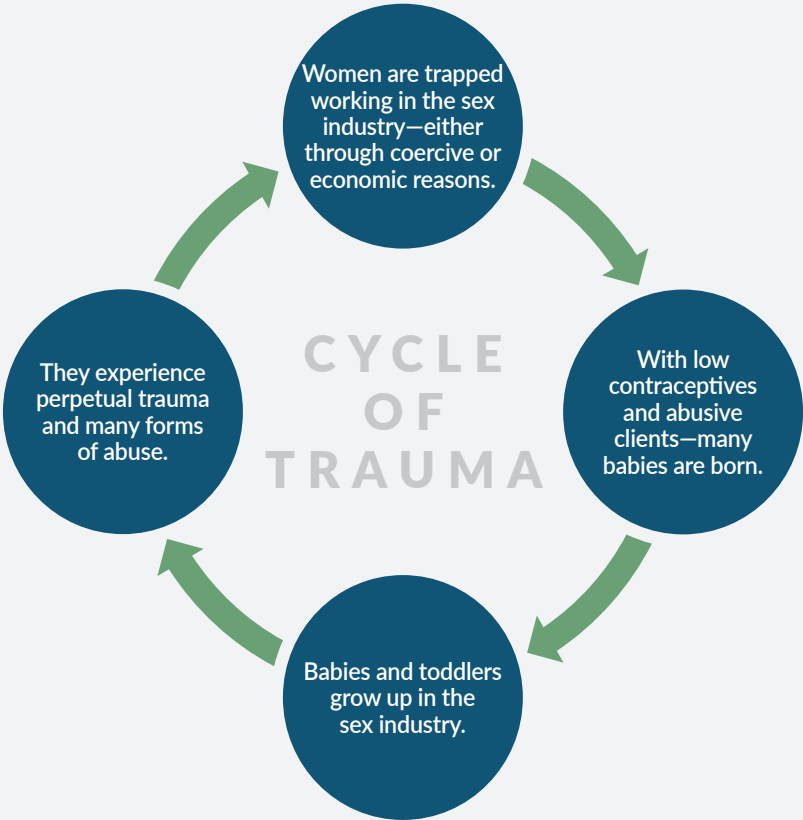 Women are trapped
working in the sex
industry—either
through coercive or
economic reasons.
With low
contraceptives
and abusive
clients—many
babies are born.
Babies and toddlers
grow up in the
sex industry.
They experience
perpetual trauma
and many forms
of abuse.
CYCLE
OF
TRAUMA